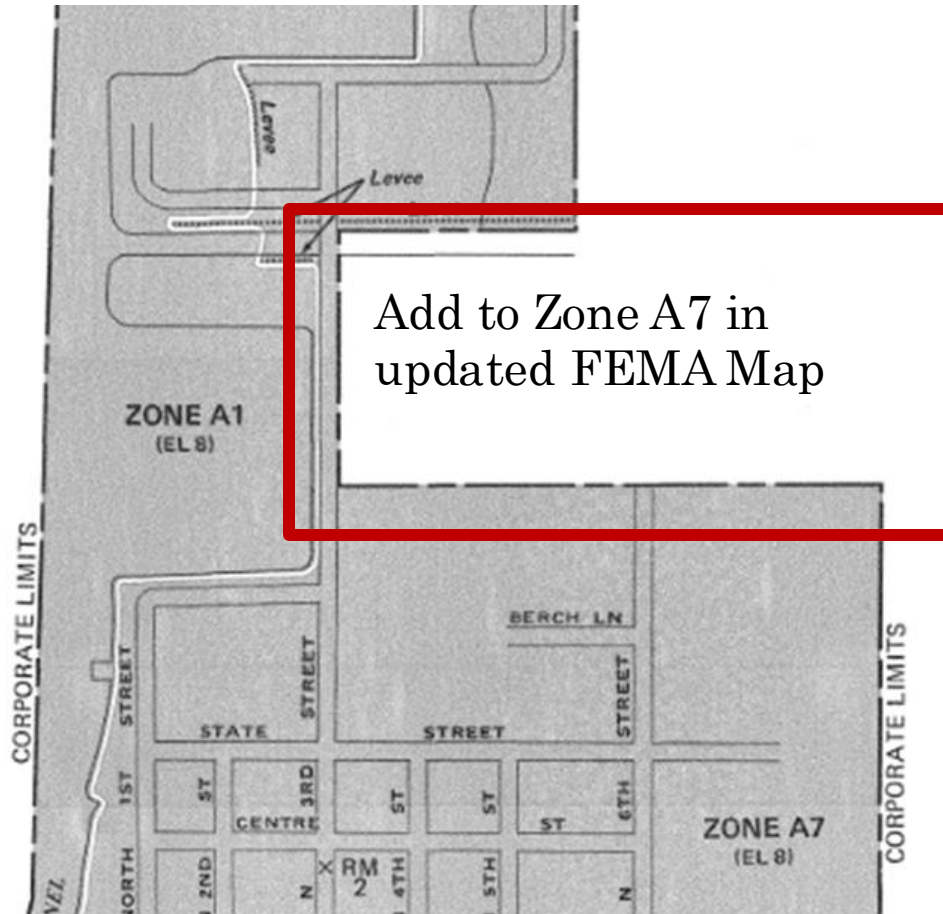 Levee
Levee
Add to Zone A7 in
updated FEMA Map
ZONE A1
(EL 8)
CORPORATE LIMITS
BERCH LN
CORPORATE LIMITS
STREET
STREET
STREET
STATE
STREET
1ST
ST
3RD
ST
ST
6TH
CENTRE
ST
ZONE A7
(EL 8)
RM
2
NORTH
2ND
N
4TH
5TH
N